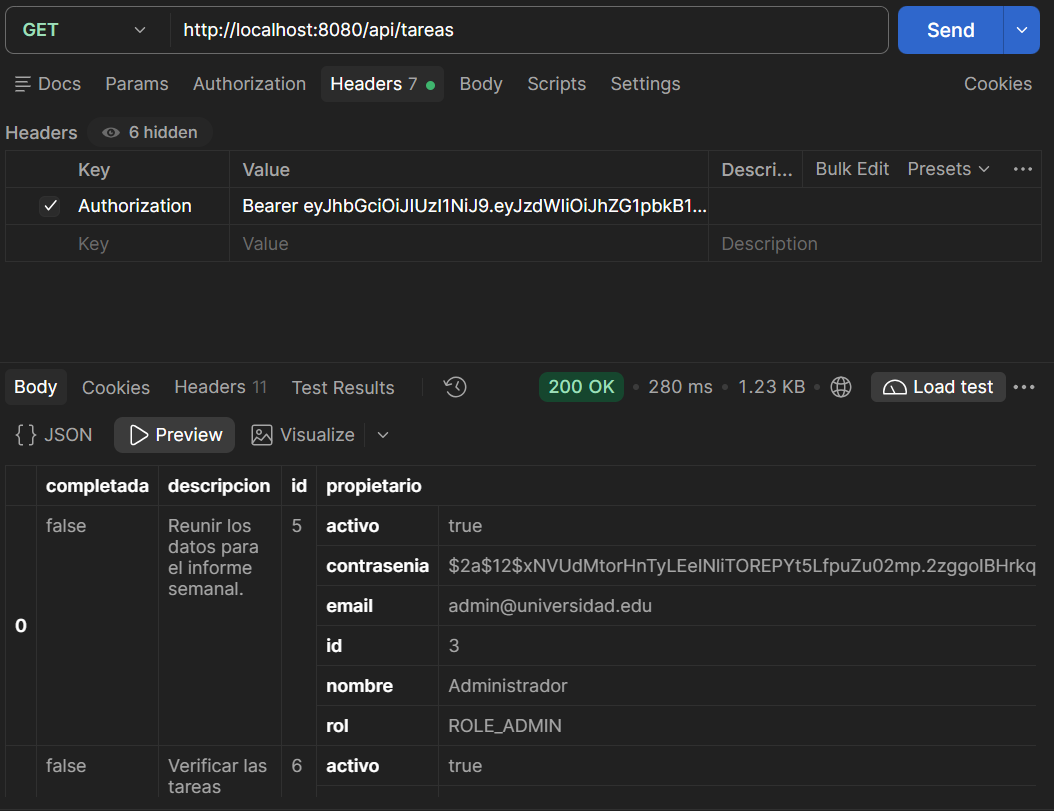 GET http://localhost:8080/api/tareas Send
Docs Params Authorization Headers 7 Body Scripts Settings Cookies
Headers 6 hidden
Key Value Descri... Bulk Edit Presets
Authorization Bearer eyJhbGciOiJIUzI1NiJ9.eyJzdWIiOiJhZG1pbkB1...
Key Value Description
Body Cookies Headers 11 Test Results 200 OK 280 ms 1.23 KB Load test
{} JSON Preview Visualize
completada descripcion id propietario
0
false
Reunir los
datos para
el informe
semanal.
5
activo true
contrasenia $2a$12$xNVUdMtorHnTyLEeINliTOREPYt5LfpuZu02mp.2zggoIBHrkq
email admin@universidad.edu
id 3
nombre Administrador
rol ROLE_ADMIN
false
Verificar las
tareas
6
activo true